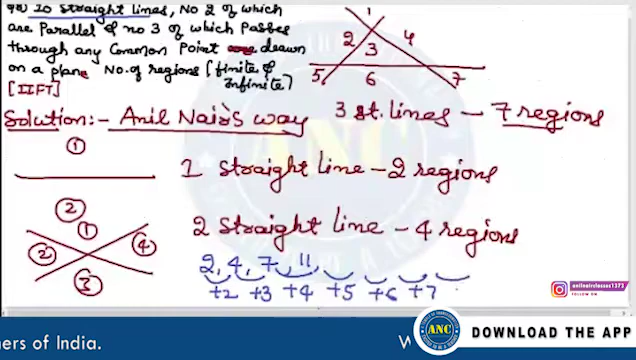 10 Straight lines, No 2 of which
are Parallel & no 3 of which Passes
through any Common Point drawn
on a plane No. of regions (finite &
Infinite)
[IIFT]
1
2 3 4
5 6 7
Solution:- Anil Nair's way
3 st. lines - 7 regions
1
1 Straight line - 2 regions
2
1
2 4
3
2 Straight line - 4 regions
2, 4, 7, 11,
+2 +3 +4 +5 +6 +7
anilnairclasses1373
FOLLOW ON
ners of India.
W
ANC
DOWNLOAD THE APP